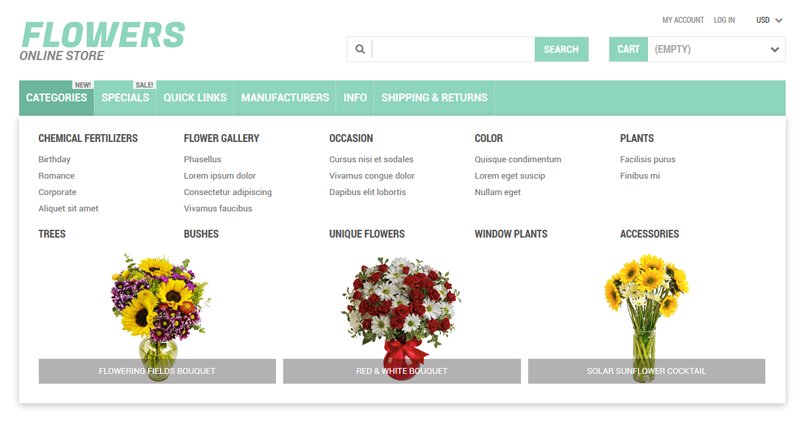 FLOWERS
ONLINE STORE
MY ACCOUNT LOG IN USD
SEARCH
CART (EMPTY)
NEW! SALE!
CATEGORIES SPECIALS QUICK LINKS MANUFACTURERS INFO SHIPPING & RETURNS
CHEMICAL FERTILIZERS FLOWER GALLERY OCCASION COLOR PLANTS
Birthday Phasellus Cursus nisi et sodales Quisque condimentum Facilisis purus
Romance Lorem ipsum dolor Vivamus congue dolor Lorem eget suscip Finibus mi
Corporate Consectetur adipiscing Dapibus elit lobortis Nullam eget
Aliquet sit amet Vivamus faucibus
TREES BUSHES UNIQUE FLOWERS WINDOW PLANTS ACCESSORIES
FLOWERING FIELDS BOUQUET RED & WHITE BOUQUET SOLAR SUNFLOWER COCKTAIL